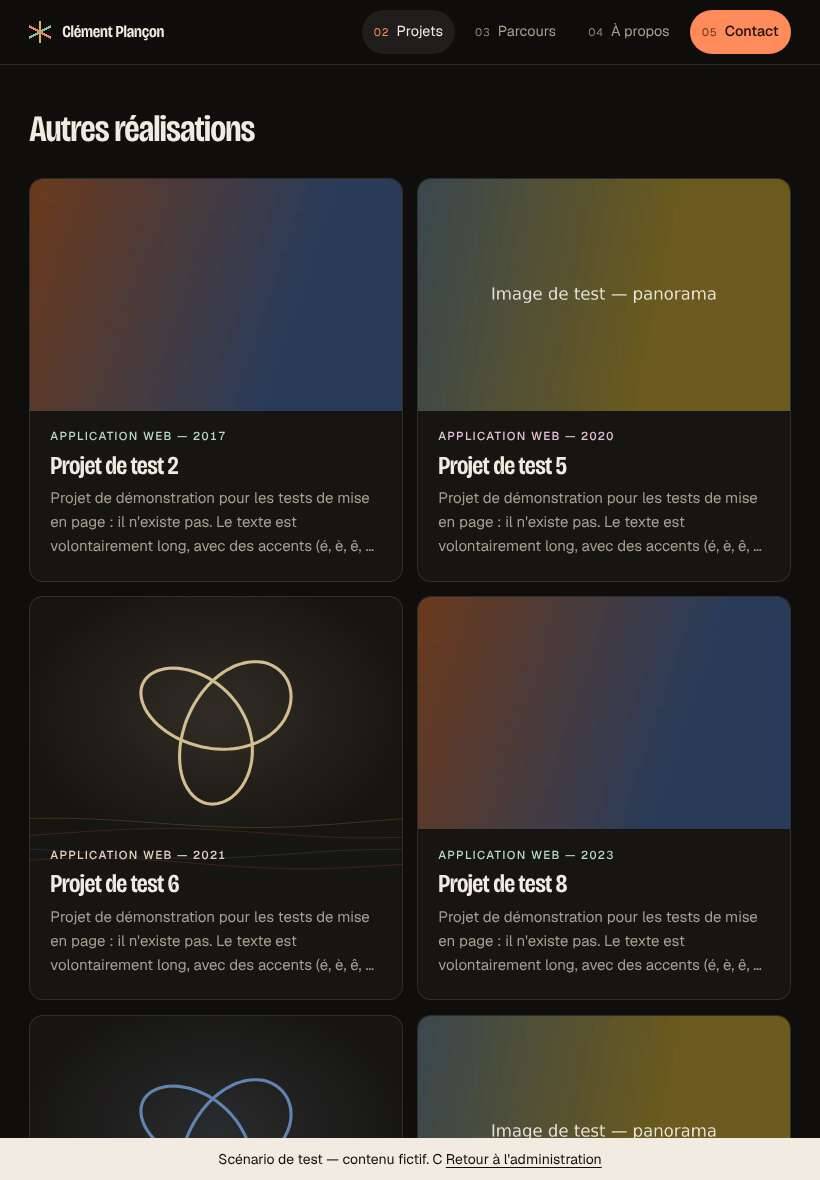 Clément Plançon
02 Projets
03 Parcours
04 À propos
05 Contact
Autres réalisations
APPLICATION WEB — 2017
Projet de test 2
Projet de démonstration pour les tests de mise
en page : il n'existe pas. Le texte est
volontairement long, avec des accents (é, è, ê, ...
Image de test — panorama
APPLICATION WEB — 2020
Projet de test 5
Projet de démonstration pour les tests de mise
en page : il n'existe pas. Le texte est
volontairement long, avec des accents (é, è, ê, ...
APPLICATION WEB — 2021
Projet de test 6
Projet de démonstration pour les tests de mise
en page : il n'existe pas. Le texte est
volontairement long, avec des accents (é, è, ê, ...
APPLICATION WEB — 2023
Projet de test 8
Projet de démonstration pour les tests de mise
en page : il n'existe pas. Le texte est
volontairement long, avec des accents (é, è, ê, ...
Image de test — panorama
Scénario de test — contenu fictif. C Retour à l'administration